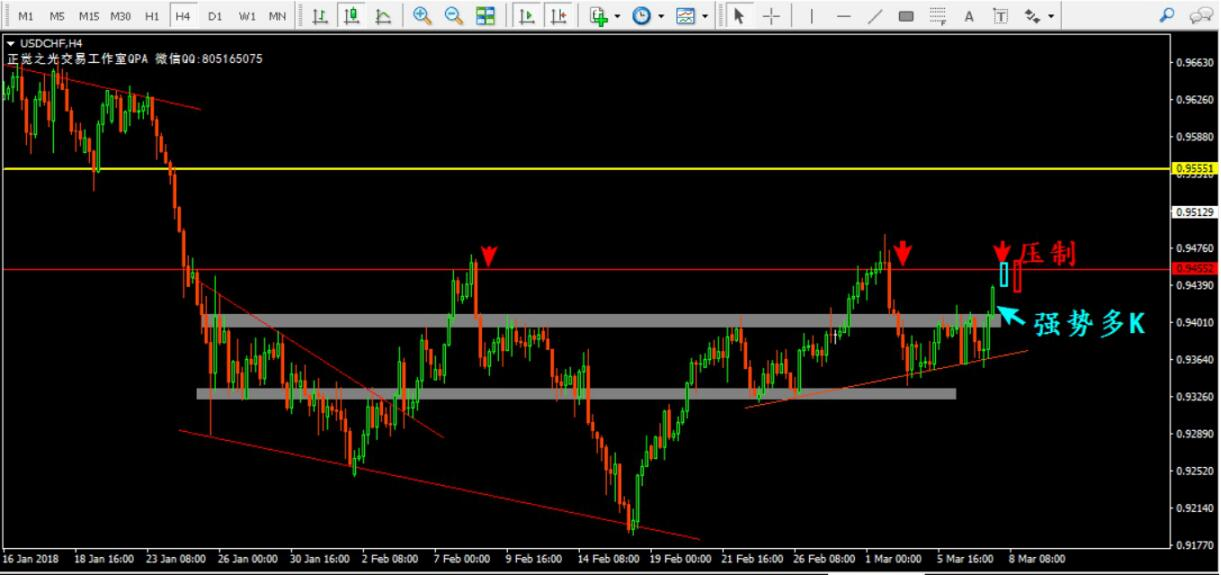 M1 M5 M15 M30 H1 H4 D1 W1 MN A T
USDCHF,H4
正觉之光交易工作室QPA 微信QQ:805165075
0.96630
0.96260
0.95880
0.95551
0.95510
0.95129
0.94760
压制
0.94552
0.94390
0.94010
强势多K
0.93640
0.93260
0.92890
0.92520
0.92140
0.91770
16 Jan 2018 18 Jan 16:00 23 Jan 08:00 26 Jan 00:00 30 Jan 16:00 2 Feb 08:00 7 Feb 00:00 9 Feb 16:00 14 Feb 08:00 19 Feb 00:00 21 Feb 16:00 26 Feb 08:00 1 Mar 00:00 5 Mar 16:00 8 Mar 08:00